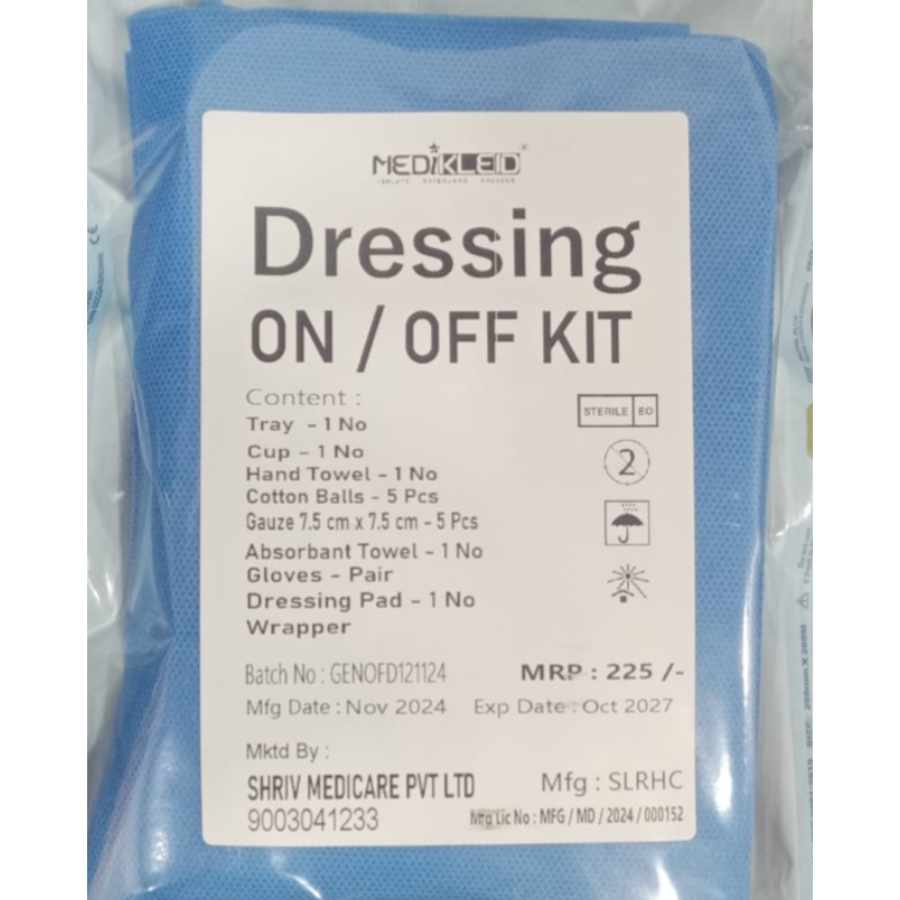 MEDiKLEID
ISOLATE SAFEGUARD PREVENT
Dressing
ON / OFF KIT
Content :
Tray - 1 No
Cup - 1 No
Hand Towel - 1 No
Cotton Balls - 5 Pcs
Gauze 7.5 cm x 7.5 cm - 5 Pcs
Absorbant Towel - 1 No
Gloves - Pair
Dressing Pad - 1 No
Wrapper
STERILE EO
2
Batch No : GENOFD121124
MRP : 225 /-
Mfg Date : Nov 2024 Exp Date : Oct 2027
Mktd By :
SHRIV MEDICARE PVT LTD
Mfg : SLRHC
9003041233
Mfg Lic No : MFG / MD / 2024 / 000152